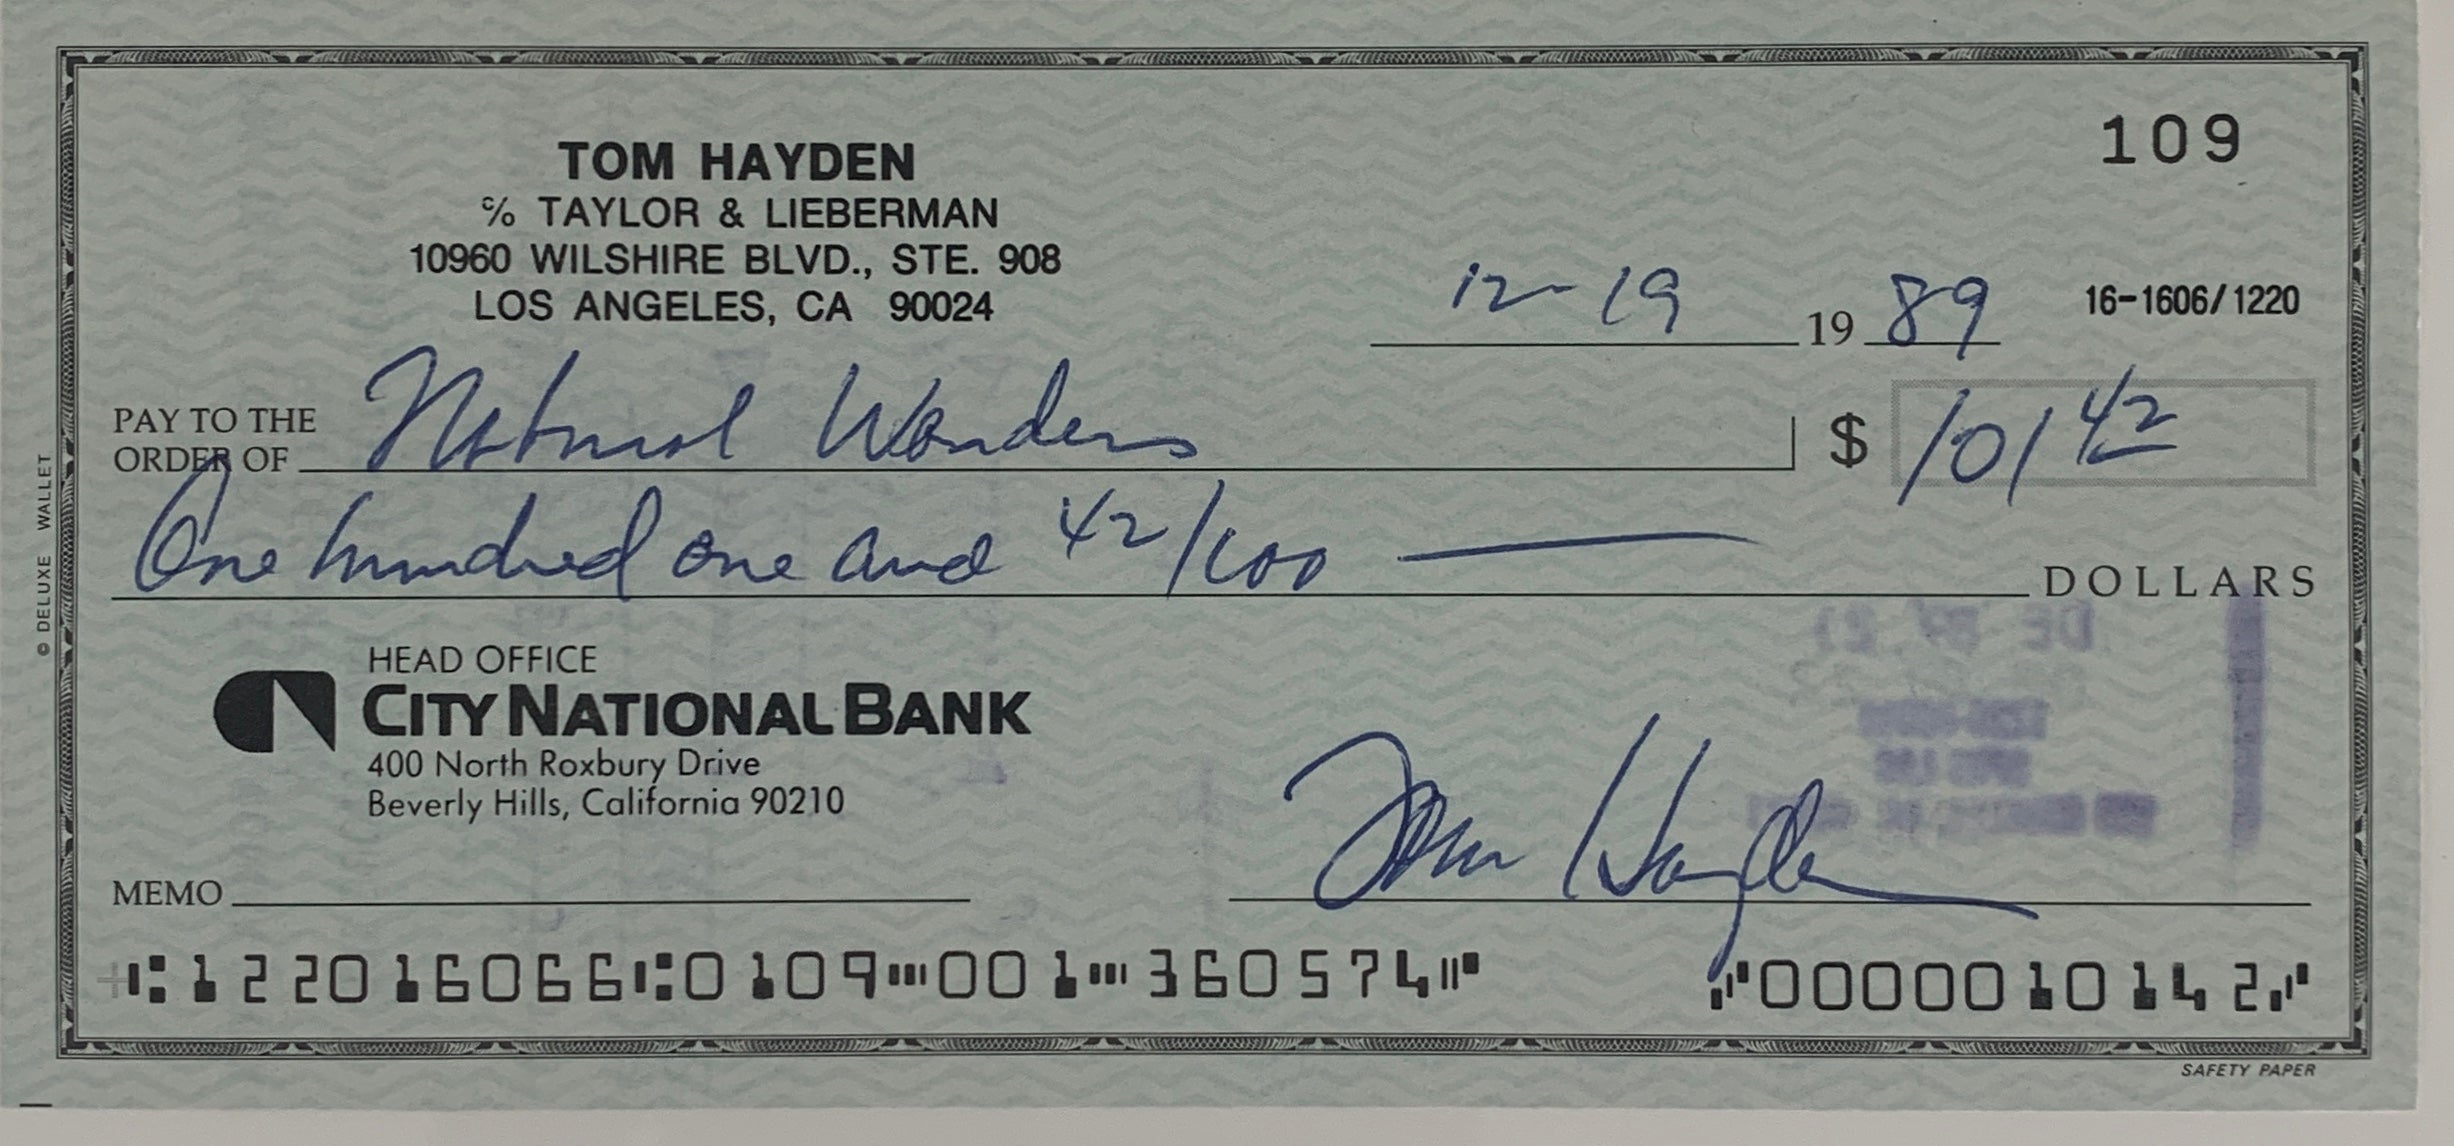 109
TOM HAYDEN
% TAYLOR & LIEBERMAN
10960 WILSHIRE BLVD., STE. 908
LOS ANGELES, CA 90024
12-19 19 89 16-1606/1220
PAY TO THE
ORDER OF Natural Wonders $ 101 42
One hundred one and 42/100 DOLLARS
HEAD OFFICE
CITY NATIONAL BANK
400 North Roxbury Drive
Beverly Hills, California 90210
MEMO Tom Hayden
⑆122016066⑆0109⑉001⑉360574⑈ ⑇0000010142⑇
SAFETY PAPER
© DELUXE WALLET